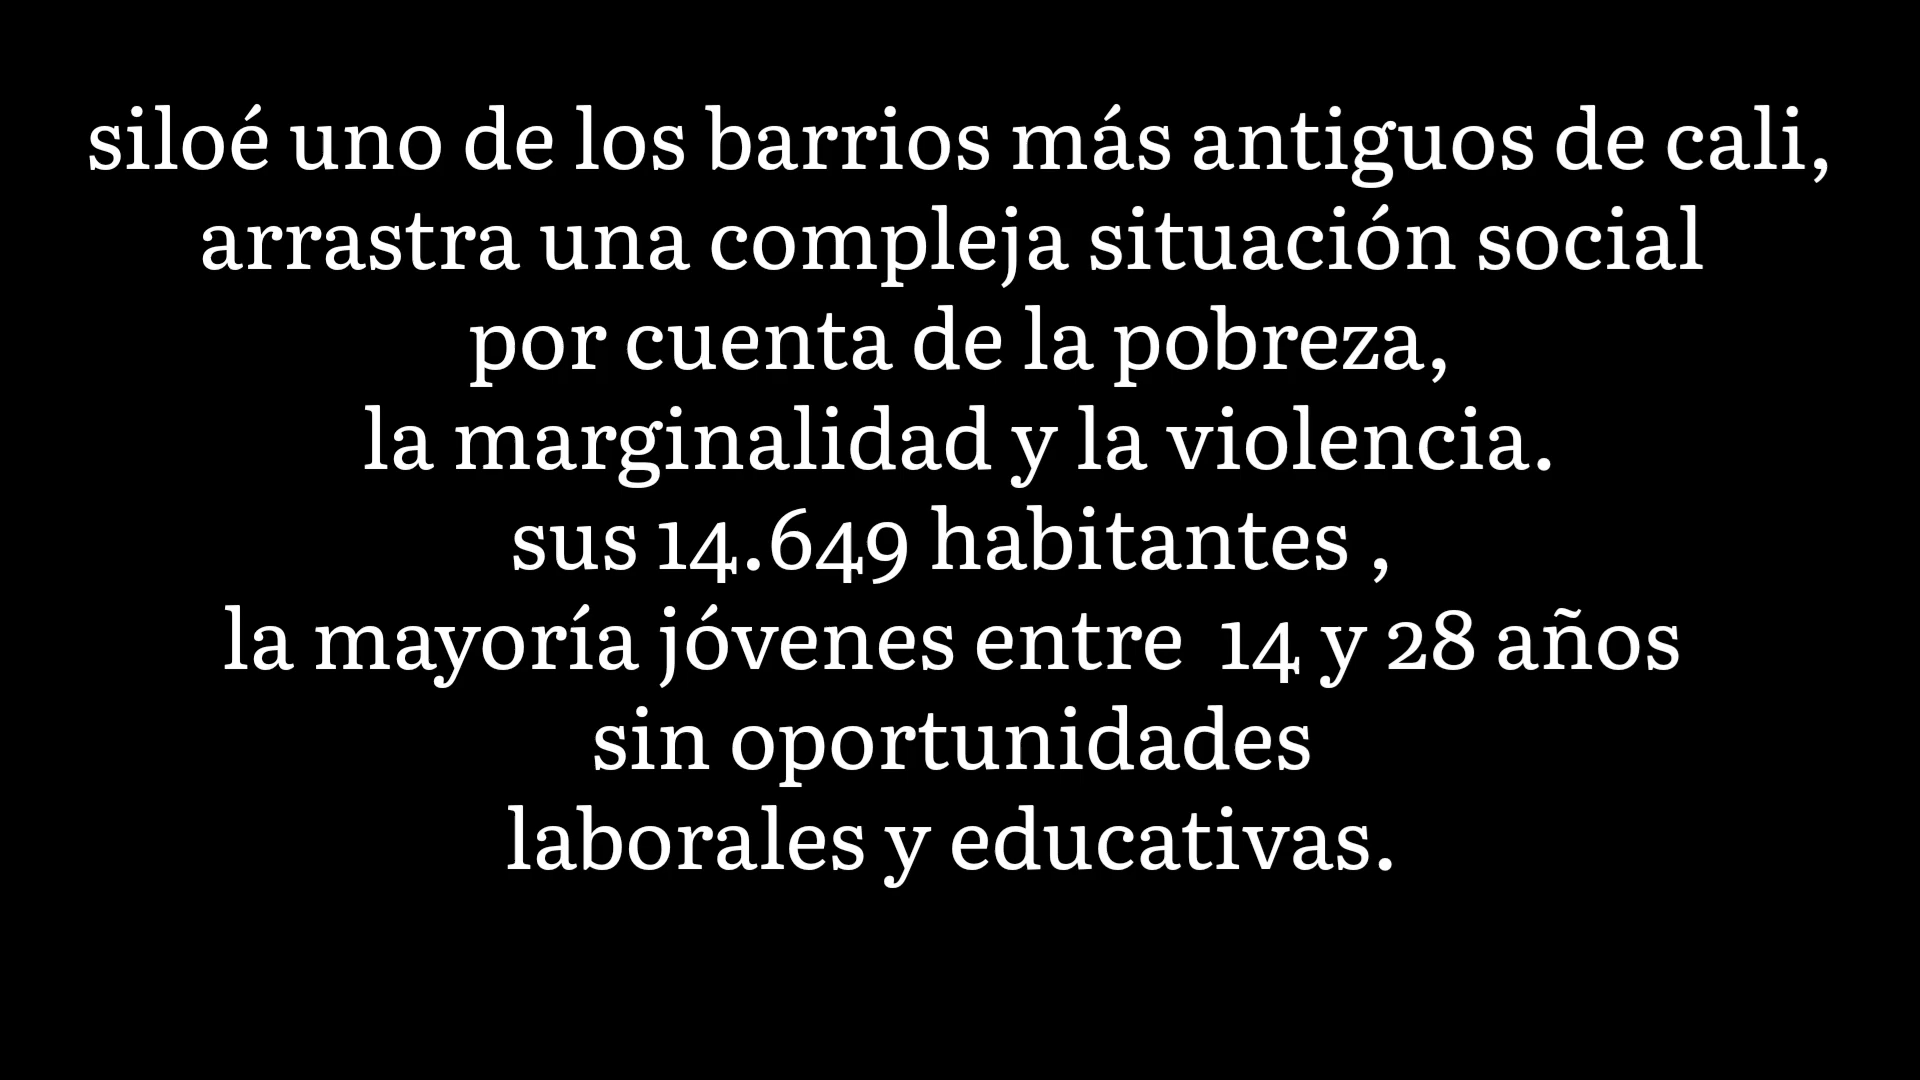 siloé uno de los barrios más antiguos de cali,
arrastra una compleja situación social
por cuenta de la pobreza,
la marginalidad y la violencia.
sus 14.649 habitantes ,
la mayoría jóvenes entre  14 y 28 años
sin oportunidades
laborales y educativas.